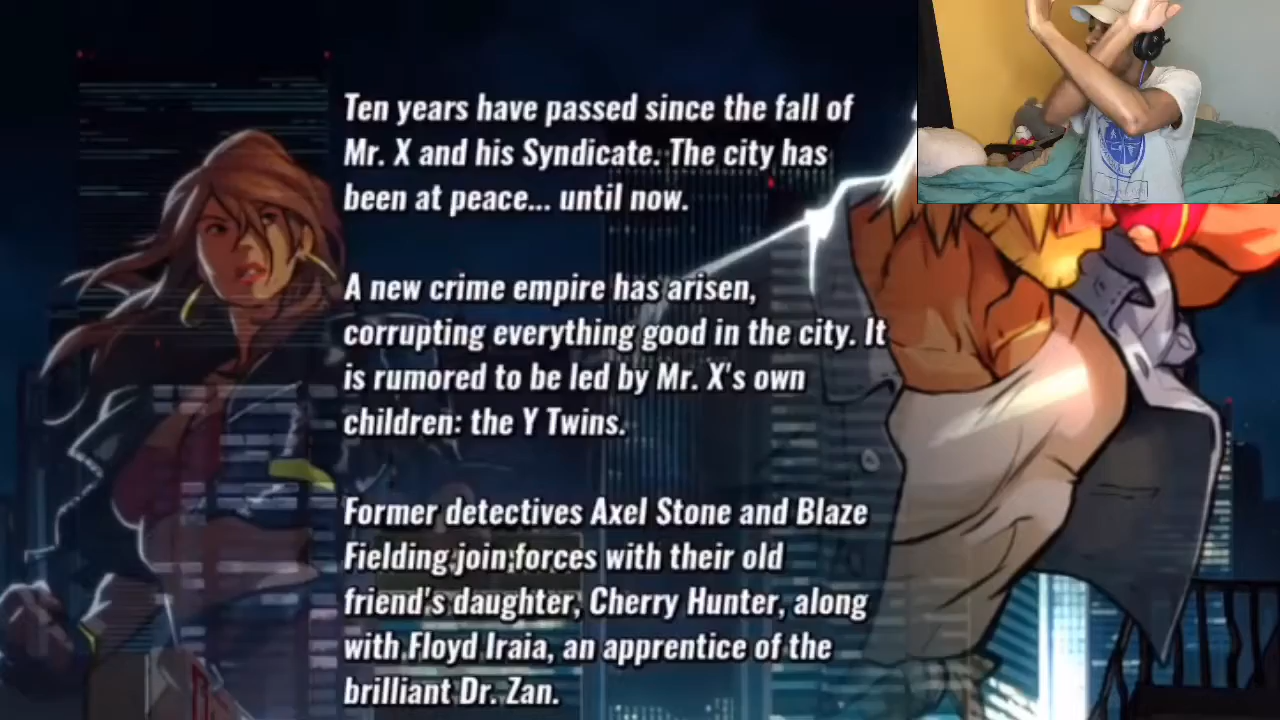 Ten years have passed since the fall of
Mr. X and his Syndicate. The city has
been at peace... until now.
A new crime empire has arisen,
corrupting everything good in the city. It
is rumored to be led by Mr. X's own
children: the Y Twins.
Former detectives Axel Stone and Blaze
Fielding join forces with their old
friend's daughter, Cherry Hunter, along
with Floyd Iraia, an apprentice of the
brilliant Dr. Zan.